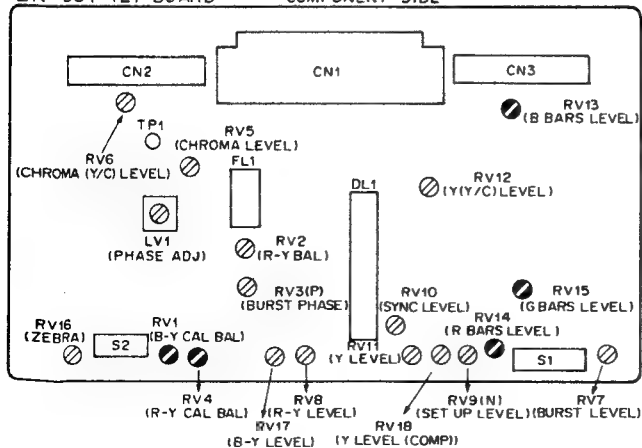 COMPONENT SIDE
CN2
CN1
CN3
RV13
(B BARS LEVEL)
TP1
RV5
(CHROMA LEVEL)
RV6
(CHROMA (Y/C) LEVEL)
FL1
DL1
RV12
(Y(Y/C) LEVEL)
LV1
(PHASE ADJ)
RV2
(R-Y BAL)
RV3(P)
(BURST PHASE)
RV10
(SYNC LEVEL)
RV15
(G BARS LEVEL)
RV14
(R BARS LEVEL)
RV16
(ZEBRA)
S2
RV1
(B-Y CAL BAL)
RV11
(Y LEVEL)
S1
RV4
(R-Y CAL BAL)
RV17
(B-Y LEVEL)
RV8
(R-Y LEVEL)
RV18
(Y LEVEL (COMP))
RV9(N)
(SET UP LEVEL)
RV7
(BURST LEVEL)